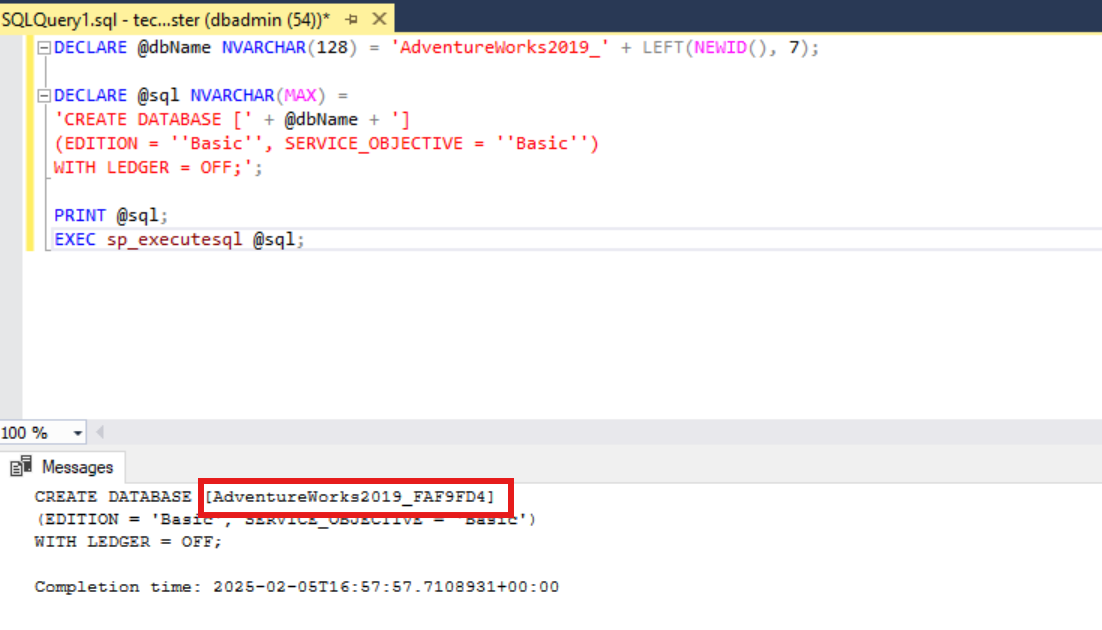 SQLQuery1.sql - tec...ster (dbadmin (54))*
DECLARE @dbName NVARCHAR(128) = 'AdventureWorks2019_' + LEFT(NEWID(), 7);
DECLARE @sql NVARCHAR(MAX) =
'CREATE DATABASE [' + @dbName + ']
(EDITION = ''Basic'', SERVICE_OBJECTIVE = ''Basic'')
WITH LEDGER = OFF;';
PRINT @sql;
EXEC sp_executesql @sql;
100 %
Messages
CREATE DATABASE [AdventureWorks2019_FAF9FD4]
(EDITION = 'Basic', SERVICE_OBJECTIVE = 'Basic')
WITH LEDGER = OFF;
Completion time: 2025-02-05T16:57:57.7108931+00:00